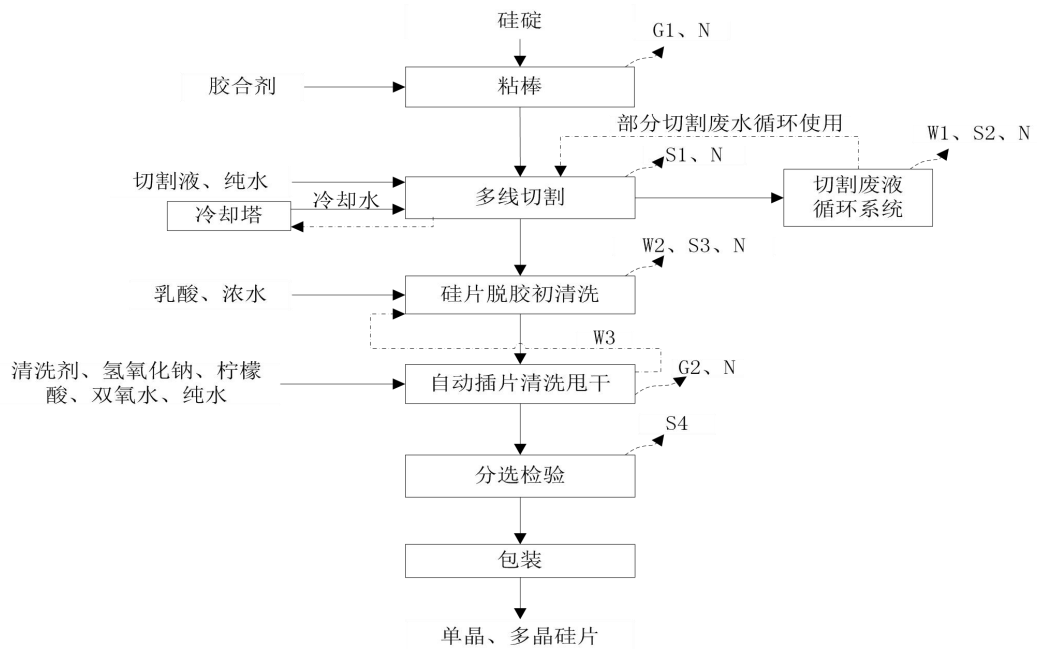 硅碇
G1、N
胶合剂
粘棒
部分切割废水循环使用
W1、S2、N
S1、N
切割液、纯水
冷却水
冷却塔
多线切割
切割废液
循环系统
W2、S3、N
乳酸、浓水
硅片脱胶初清洗
W3
清洗剂、氢氧化钠、柠檬
酸、双氧水、纯水
自动插片清洗甩干
G2、N
S4
分选检验
包装
单晶、多晶硅片